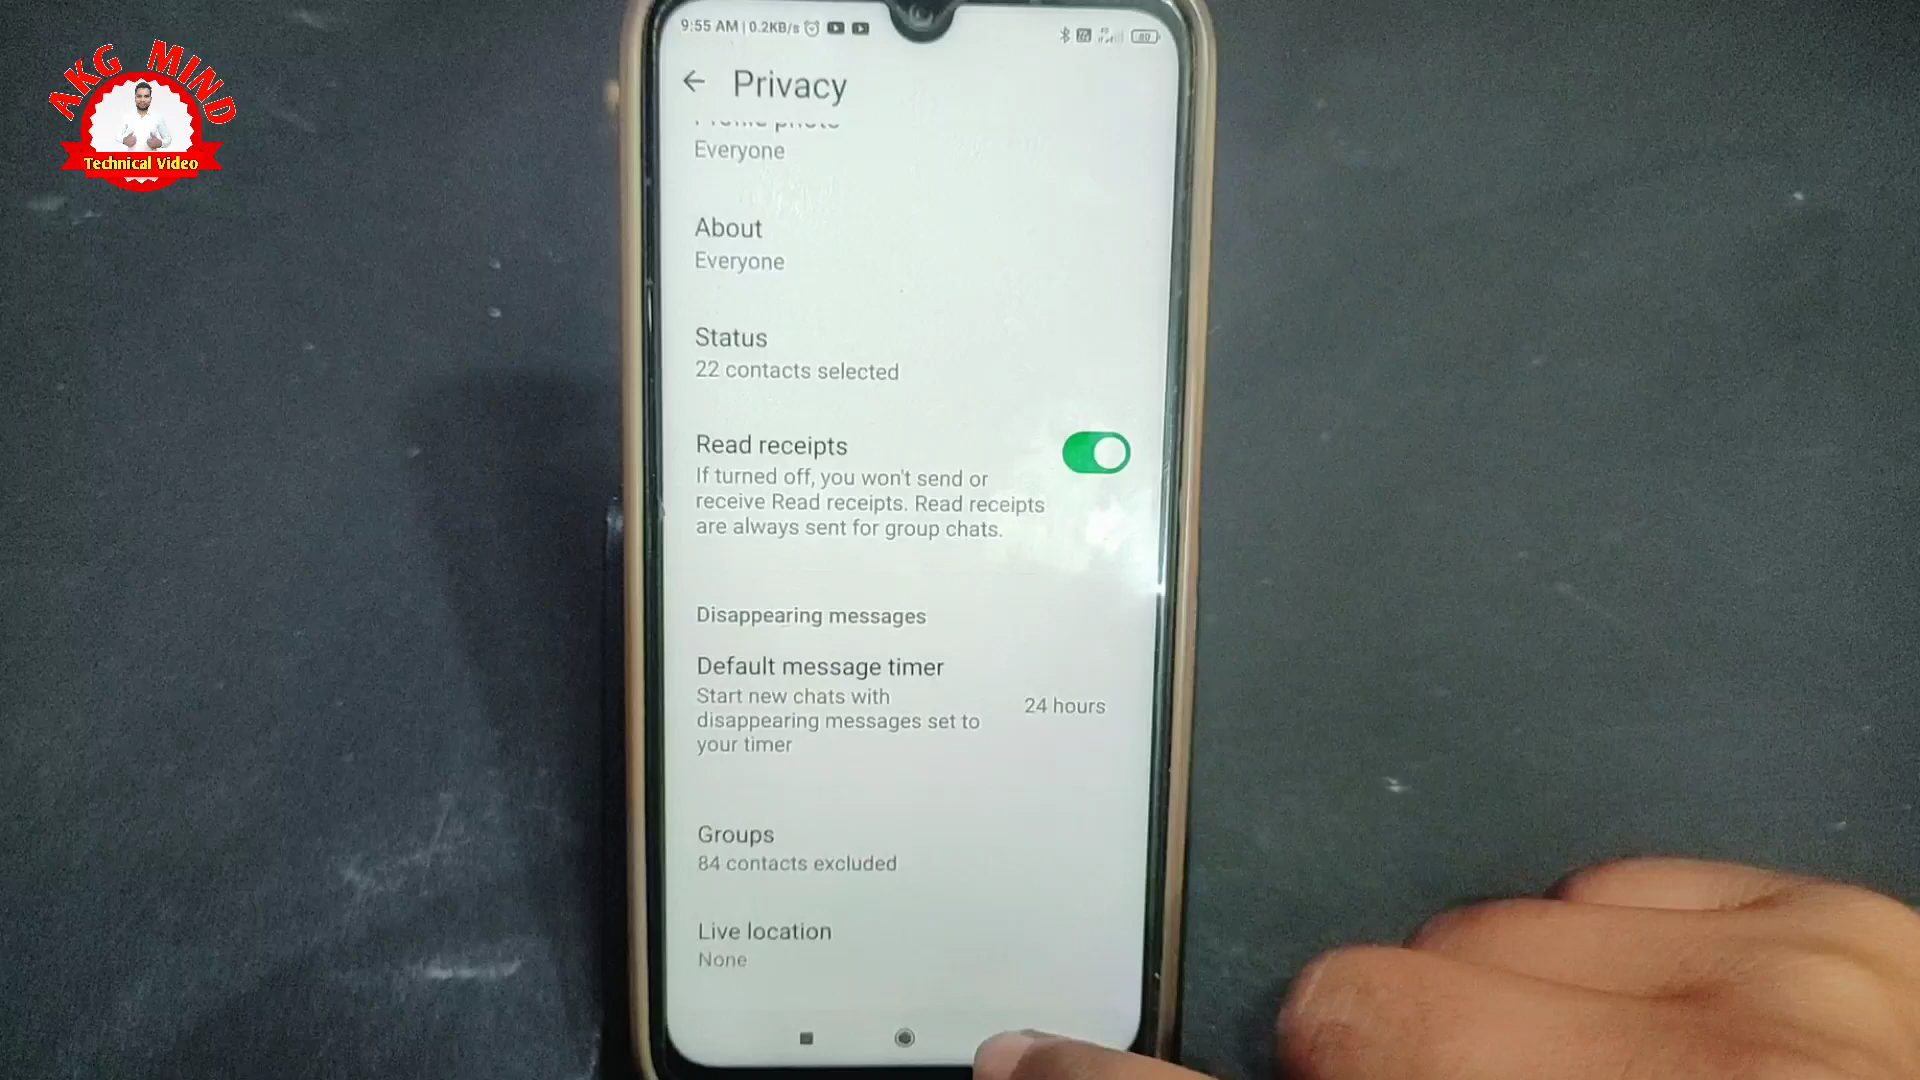 AKG MIND
Technical Video
9:55 AM | 0.2KB/s
80
Privacy
Profile photo
Everyone
About
Everyone
Status
22 contacts selected
Read receipts
If turned off, you won't send or
receive Read receipts. Read receipts
are always sent for group chats.
Disappearing messages
Default message timer
Start new chats with
disappearing messages set to
your timer
24 hours
Groups
84 contacts excluded
Live location
None